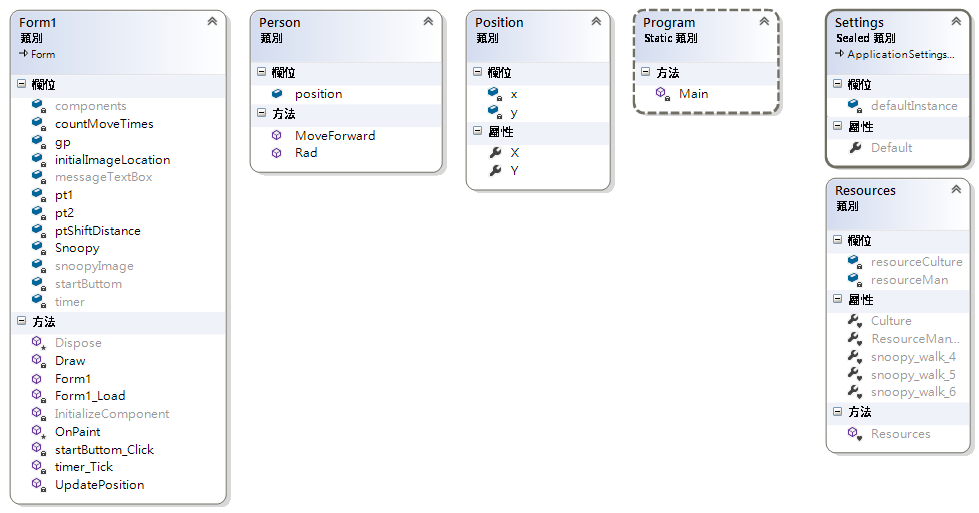 Form1
類別
Form
欄位
components
countMoveTimes
gp
initialImageLocation
messageTextBox
pt1
pt2
ptShiftDistance
Snoopy
snoopyImage
startButtom
timer
方法
Dispose
Draw
Form1
Form1_Load
InitializeComponent
OnPaint
startButtom_Click
timer_Tick
UpdatePosition
Person
類別
欄位
position
方法
MoveForward
Rad
Position
類別
欄位
x
y
屬性
X
Y
Program
Static 類別
方法
Main
Settings
Sealed 類別
ApplicationSettings...
欄位
defaultInstance
屬性
Default
Resources
類別
欄位
resourceCulture
resourceMan
屬性
Culture
ResourceMan...
snoopy_walk_4
snoopy_walk_5
snoopy_walk_6
方法
Resources